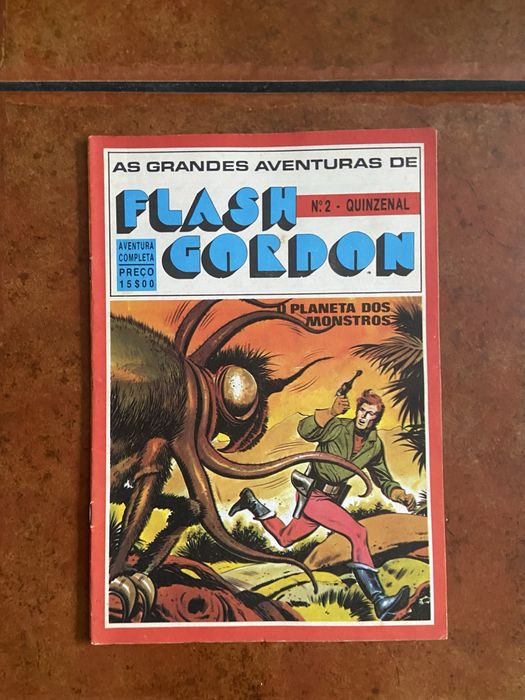 AS GRANDES AVENTURAS DE
FLASH
Nº2 - QUINZENAL
GORDON
AVENTURA
COMPLETA
PREÇO
15$00
O PLANETA DOS
MONSTROS